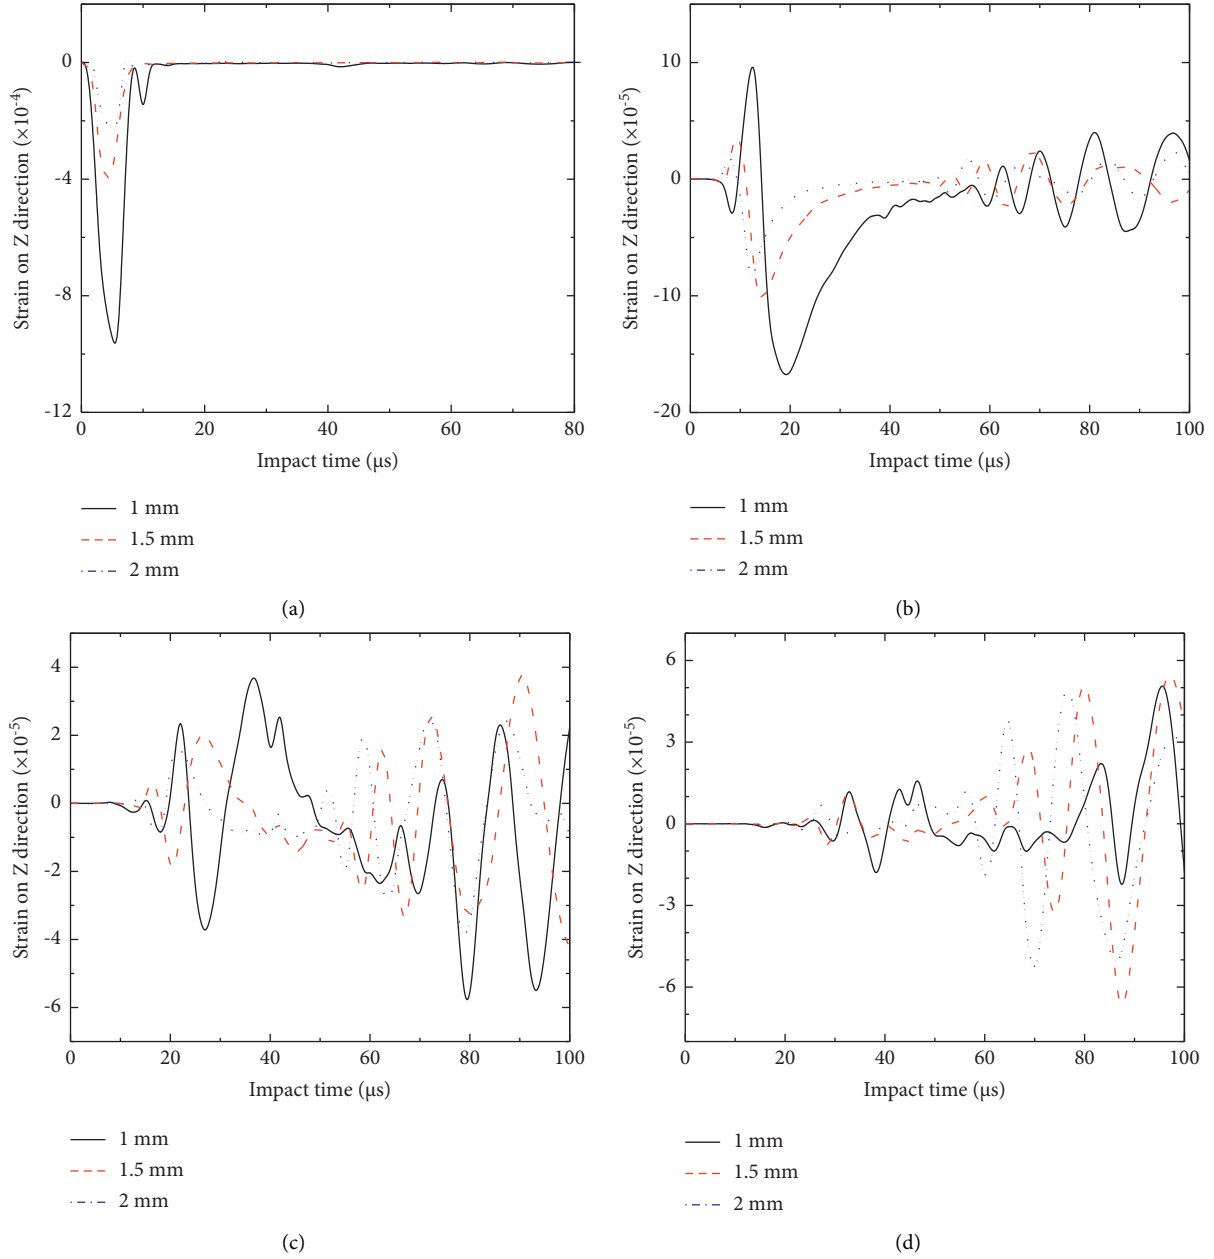 0
-4
-8
-12
Strain on Z direction (×10-4)
0 20 40 60 80
Impact time (μs)
1 mm
1.5 mm
2 mm
(a)
10
0
-10
-20
Strain on Z direction (×10-5)
0 20 40 60 80 100
Impact time (μs)
1 mm
1.5 mm
2 mm
(b)
4
2
0
-2
-4
-6
Strain on Z direction (×10-5)
0 20 40 60 80 100
Impact time (μs)
1 mm
1.5 mm
2 mm
(c)
6
3
0
-3
-6
Strain on Z direction (×10-5)
0 20 40 60 80 100
Impact time (μs)
1 mm
1.5 mm
2 mm
(d)